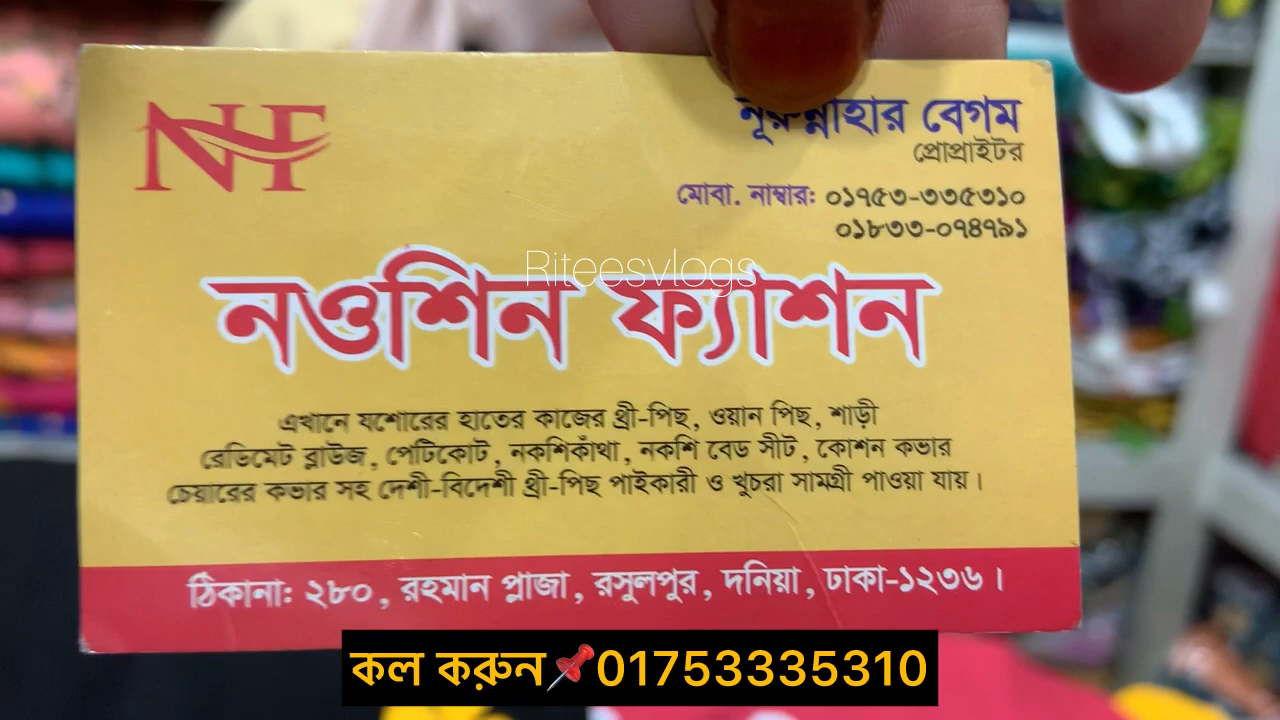 NF
নূরুন্নাহার বেগম
প্রোপ্রাইটর
মোবা. নাম্বার: ০১৭৫৩-৩৩৫৩১০
০১৮৩৩-০৭৪৭৯১
Riteesvlogs
নওশিন ফ্যাশন
এখানে যশোরের হাতের কাজের থ্রী-পিছ, ওয়ান পিছ, শাড়ী
রেডিমেট ব্লাউজ, পেটিকোট, নকশিকাঁথা, নকশি বেড সীট, কোশন কভার
চেয়ারের কভার সহ দেশী-বিদেশী থ্রী-পিছ পাইকারী ও খুচরা সামগ্রী পাওয়া যায়।
ঠিকানা: ২৮০, রহমান প্লাজা, রসুলপুর, দনিয়া, ঢাকা-১২৩৬।
কল করুন📌01753335310